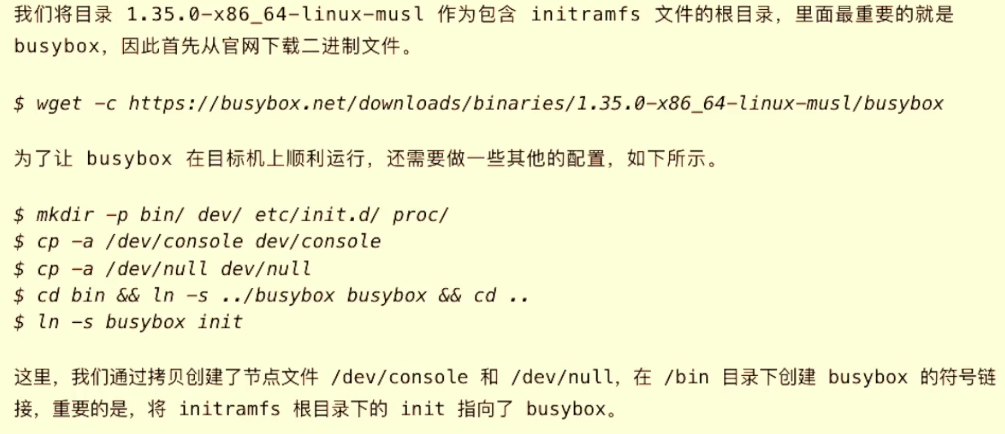 我们将目录 1.35.0-x86_64-linux-musl 作为包含 initramfs 文件的根目录，里面最重要的就是
busybox，因此首先从官网下载二进制文件。
$ wget -c https://busybox.net/downloads/binaries/1.35.0-x86_64-linux-musl/busybox
为了让 busybox 在目标机上顺利运行，还需要做一些其他的配置，如下所示。
$ mkdir -p bin/ dev/ etc/init.d/ proc/
$ cp -a /dev/console dev/console
$ cp -a /dev/null dev/null
$ cd bin && ln -s ../busybox busybox && cd ..
$ ln -s busybox init
这里，我们通过拷贝创建了节点文件 /dev/console 和 /dev/null，在 /bin 目录下创建 busybox 的符号链
接，重要的是，将 initramfs 根目录下的 init 指向了 busybox。